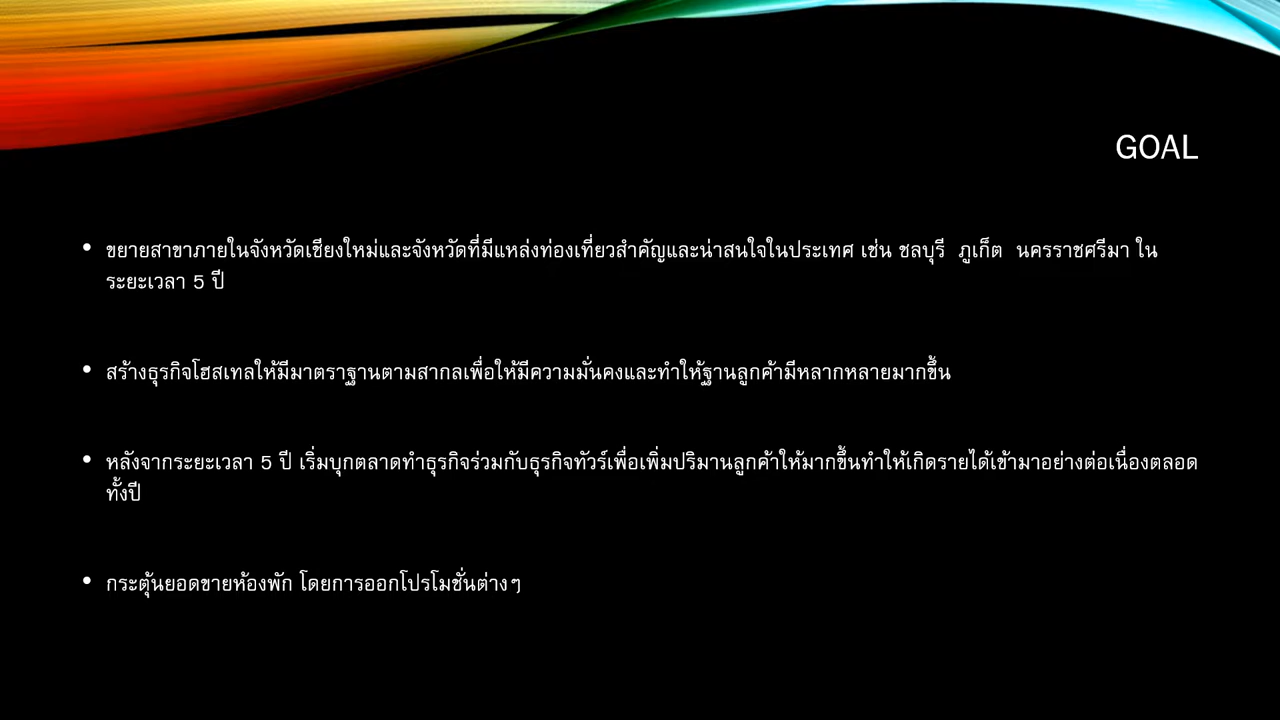 GOAL
• ขยายสาขาภายในจังหวัดเชียงใหม่และจังหวัดที่มีแหล่งท่องเที่ยวสำคัญและน่าสนใจในประเทศ เช่น ชลบุรี ภูเก็ต นครราชศรีมา ใน
ระยะเวลา 5 ปี
• สร้างธุรกิจโฮสเทลให้มีมาตราฐานตามสากลเพื่อให้มีความมั่นคงและทำให้ฐานลูกค้ามีหลากหลายมากขึ้น
• หลังจากระยะเวลา 5 ปี เริ่มบุกตลาดทำธุรกิจร่วมกับธุรกิจทัวร์เพื่อเพิ่มปริมานลูกค้าให้มากขึ้นทำให้เกิดรายได้เข้ามาอย่างต่อเนื่องตลอด
ทั้งปี
• กระตุ้นยอดขายห้องพัก โดยการออกโปรโมชั่นต่างๆ